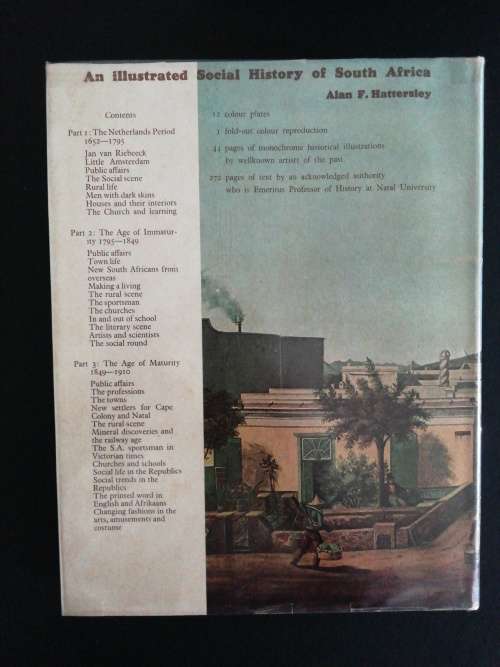 An illustrated Social History of South Africa
Alan F. Hattersley
Contents
Part 1: The Netherlands Period
1652—1795
Jan van Riebeeck
Little Amsterdam
Public affairs
The Social scene
Rural life
Men with dark skins
Houses and their interiors
The Church and learning
Part 2: The Age of Immatur-
ity 1795—1849
Public affairs
Town life
New South Africans from
overseas
Making a living
The rural scene
The sportsman
The churches
In and out of school
The literary scene
Artists and scientists
The social round
Part 3: The Age of Maturity
1849—1910
Public affairs
The professions
The towns
New settlers for Cape
Colony and Natal
The rural scene
Mineral discoveries and
the railway age
The S.A. sportsman in
Victorian times
Churches and schools
Social life in the Republics
Social trends in the
Republics
The printed word in
English and Afrikaans
Changing fashions in the
arts, amusements and
costume
12 colour plates
1 fold-out colour reproduction
44 pages of monochrome historical illustrations
by wellknown artists of the past
272 pages of text by an acknowledged authority
who is Emeritus Professor of History at Natal University